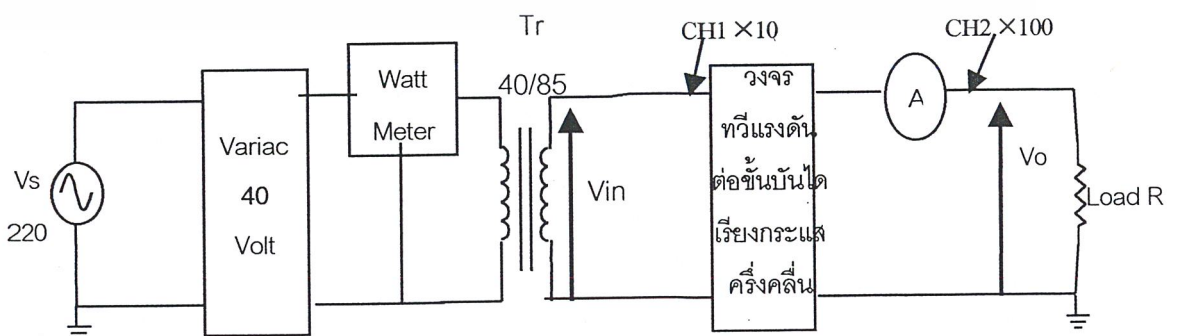 Tr
CH1 ×10
CH2 ×100
Watt
Meter
40/85
Variac
40
Volt
Vs
220
Vin
วงจร
ทวีแรงดัน
ต่อขั้นบันได
เรียงกระแส
ครึ่งคลื่น
A
Vo
Load R